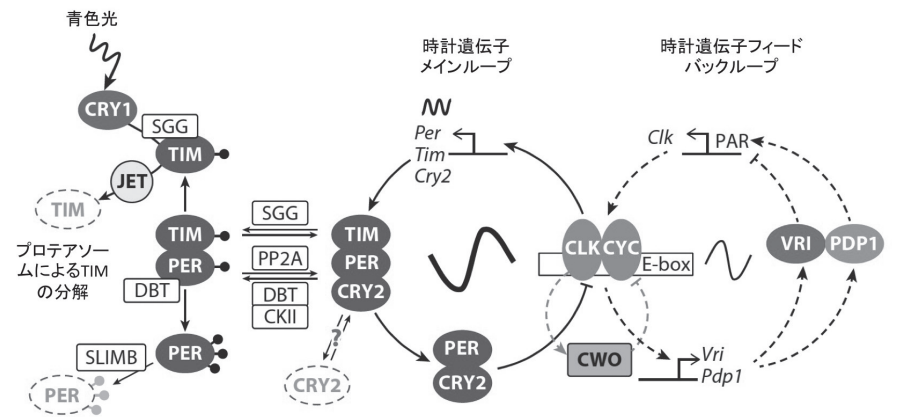 青色光
CRY1
SGG
TIM
JET
TIM
プロテアソー
ムによるTIM
の分解
TIM
PER
DBT
PER
SLIMB
PER
SGG
PP2A
DBT
CKII
時計遺伝子
メインループ
Per
Tim
Cry2
TIM
PER
CRY2
?
CRY2
PER
CRY2
時計遺伝子フィード
バックループ
Clk
PAR
CLK
CYC
E-box
VRI
PDP1
CWO
Vri
Pdp1